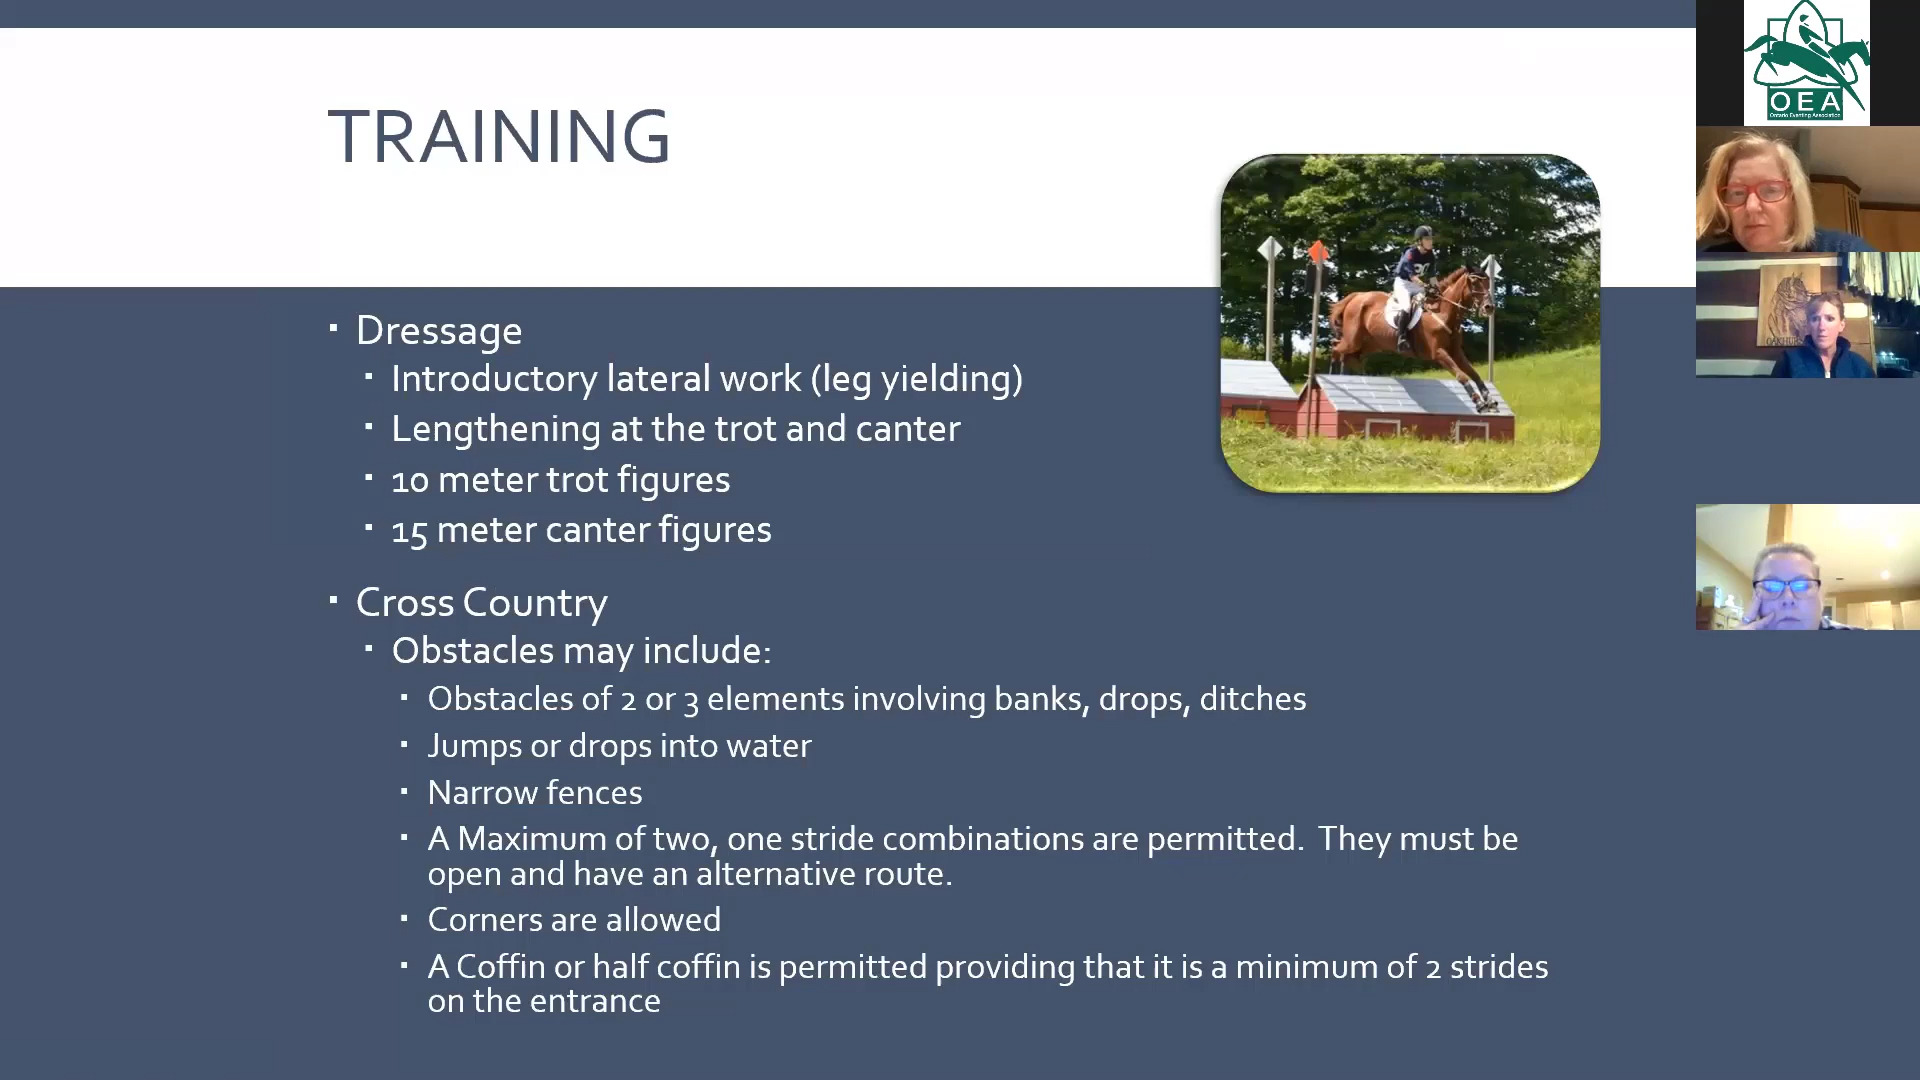 TRAINING
OEA
Ontario Eventing Association
▪ Dressage
▪ Introductory lateral work (leg yielding)
▪ Lengthening at the trot and canter
▪ 10 meter trot figures
▪ 15 meter canter figures
▪ Cross Country
▪ Obstacles may include:
▪ Obstacles of 2 or 3 elements involving banks, drops, ditches
▪ Jumps or drops into water
▪ Narrow fences
▪ A Maximum of two, one stride combinations are permitted. They must be
open and have an alternative route.
▪ Corners are allowed
▪ A Coffin or half coffin is permitted providing that it is a minimum of 2 strides
on the entrance